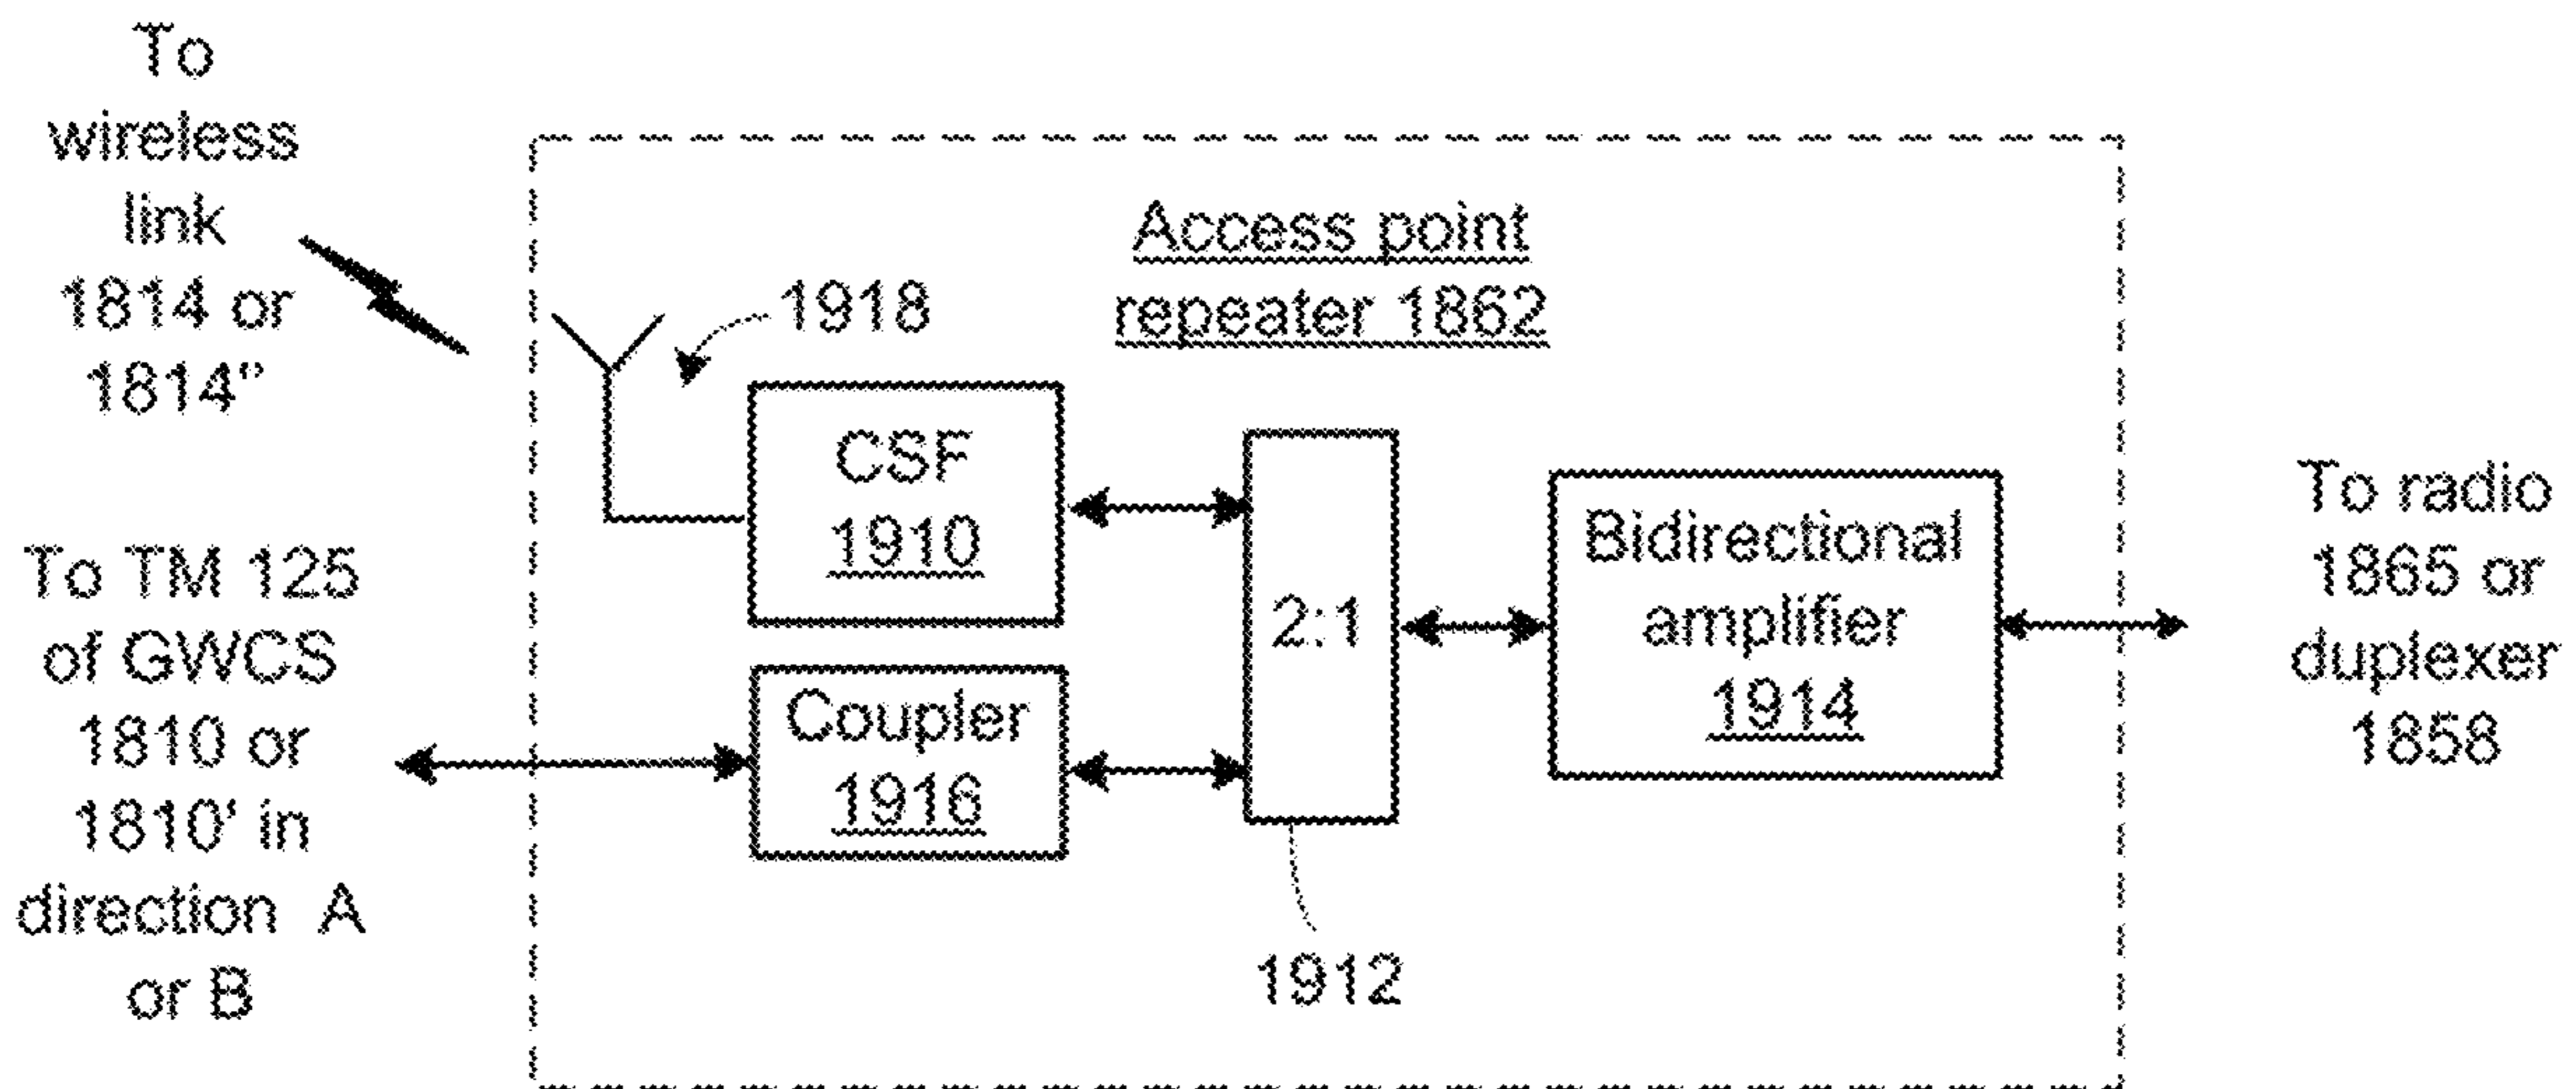 To
wireless
link
1814 or
1814"
Access point
repeater 1862
1918
CSF
1910
2:1
Bidirectional
amplifier
1914
To radio
1865 or
duplexer
1858
To TM 125
of GWCS
1810 or
1810' in
direction A
or B
Coupler
1916
1912